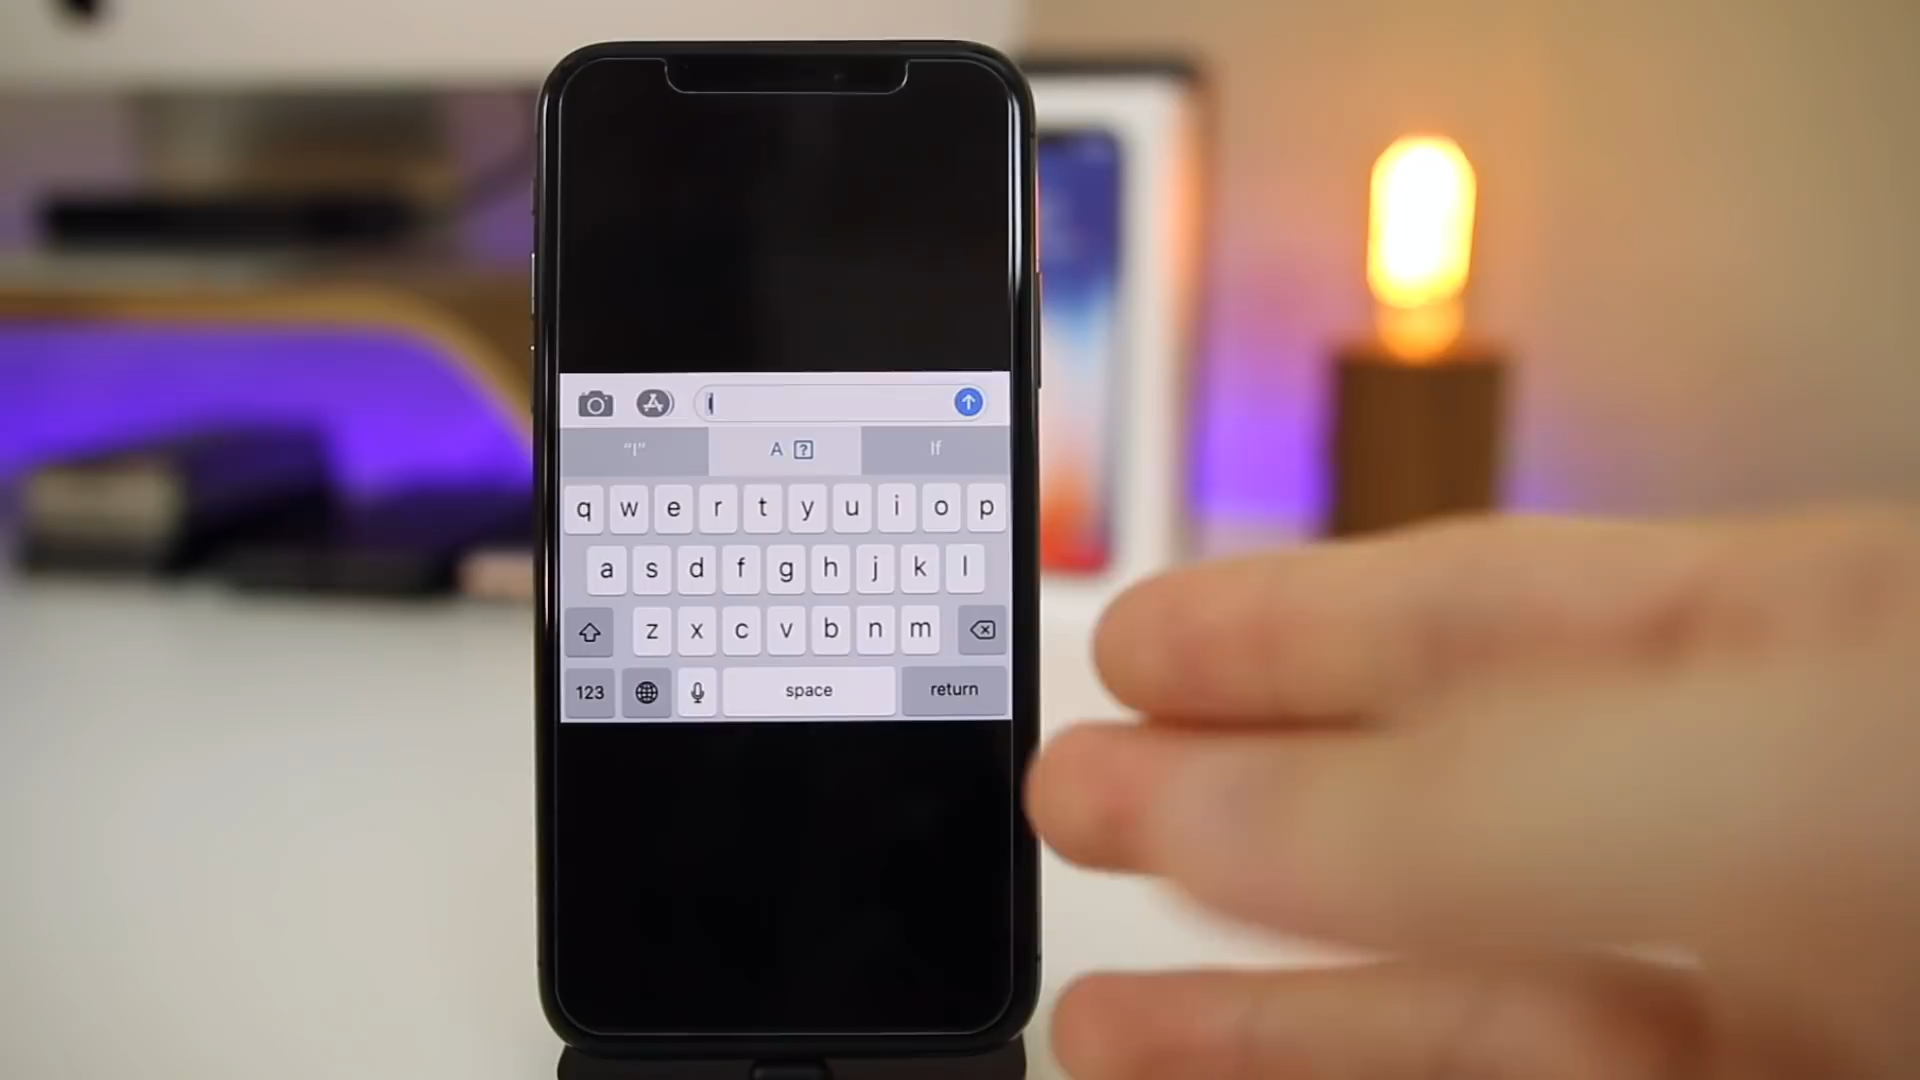 “I” A ? If
q w e r t y u i o p
a s d f g h j k l
z x c v b n m
123 space return